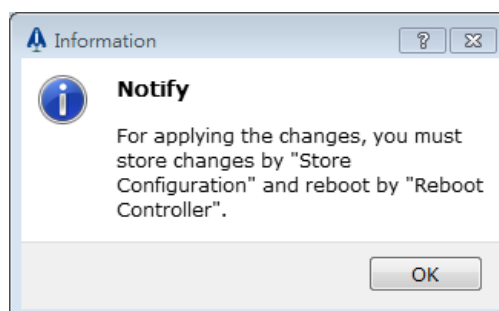 Information
?
Notify
For applying the changes, you must
store changes by "Store
Configuration" and reboot by "Reboot
Controller".
OK